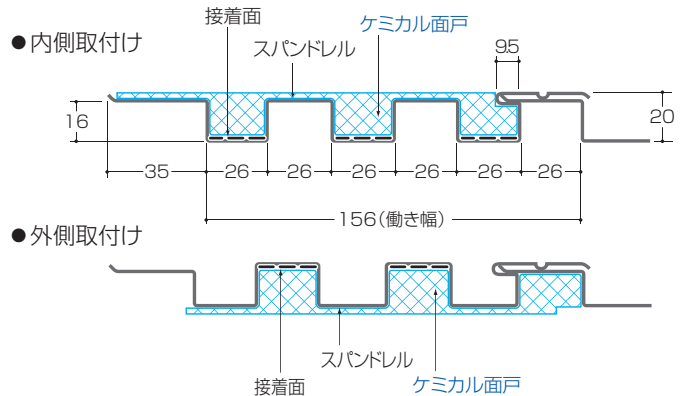 接着面
ケミカル面戸
●内側取付け
スパンドレル
9.5
16
20
35
26
26
26
26
26
26
156(働き幅)
●外側取付け
スパンドレル
接着面
ケミカル面戸